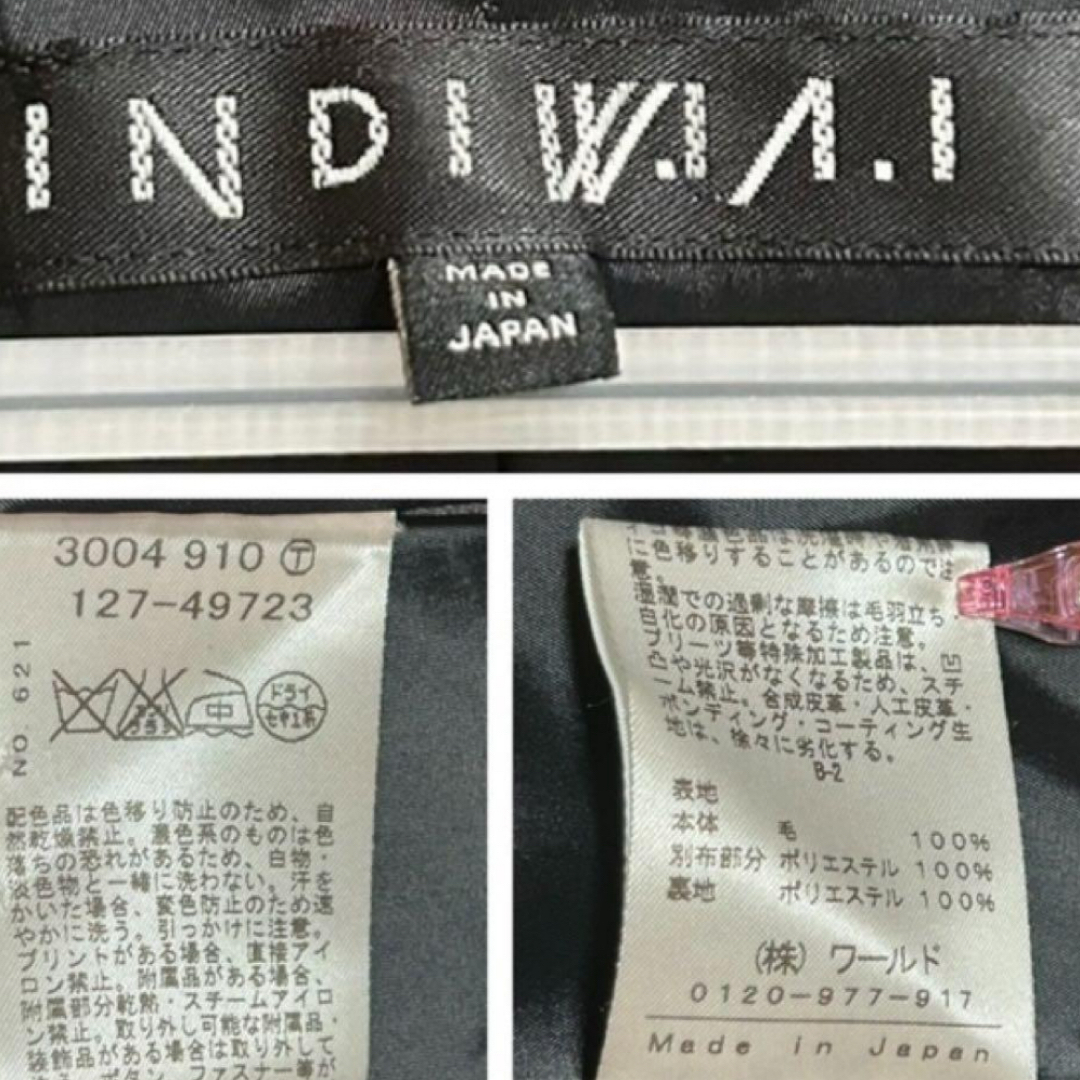 INDIVI
W.I.A.I
MADE
IN
JAPAN
3004 910 Ⓣ
127-49723
NO 621
中
ドライ
セキユ系
配色品は色移り防止のため、自
然乾燥禁止。濃色系のものは色
落ちの恐れがあるため、白物・
淡色物と一緒に洗わない。汗を
かいた場合、変色防止のため速
やかに洗う。引っかけに注意。
プリントがある場合、直接アイ
ロン禁止。附属品がある場合、
附属部分乾熱・スチームアイロ
ン禁止。取り外し可能な附属品・
装飾品がある場合は取り外して
ボタン、ファスナー等が
に色移りすることがあるので注
意。
湿潤での過剰な摩擦は毛羽立ち・
白化の原因となるため注意。
プリーツ等特殊加工製品は、凹
凸や光沢がなくなるため、スチ
ーム禁止。合成皮革・人工皮革・
ボンディング・コーティング生
地は、徐々に劣化する。
B-2
表地
本体 毛 100%
別布部分 ポリエステル 100%
裏地 ポリエステル 100%
(株) ワールド
0120-977-917
Made in Japan